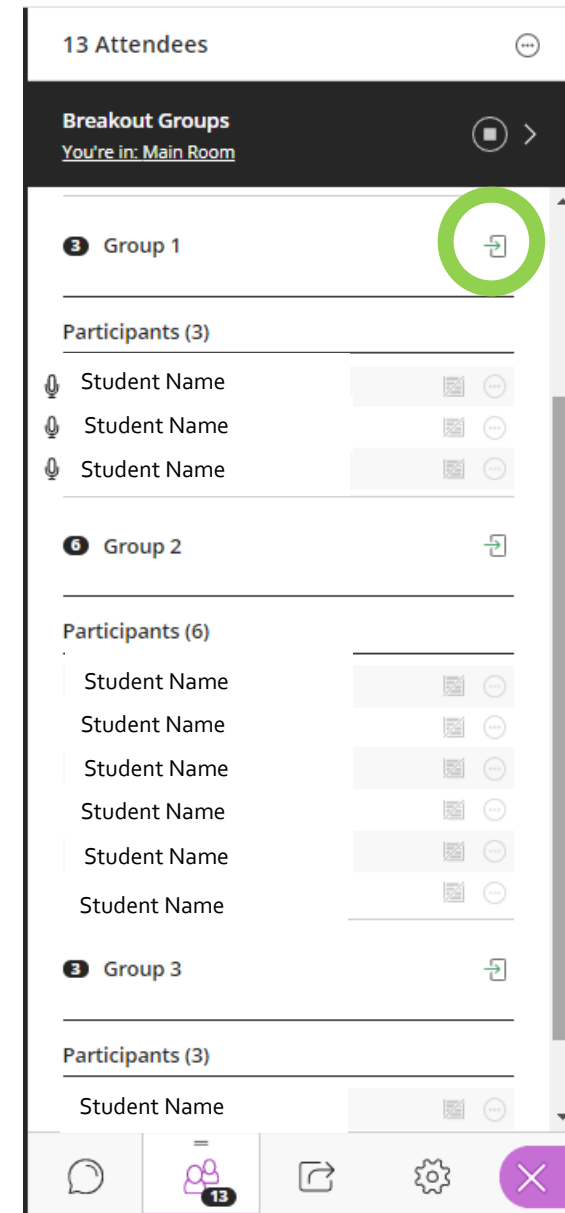 13 Attendees
Breakout Groups
You're in: Main Room
3 Group 1
Participants (3)
Student Name
Student Name
Student Name
6 Group 2
Participants (6)
Student Name
Student Name
Student Name
Student Name
Student Name
Student Name
3 Group 3
Participants (3)
Student Name
13